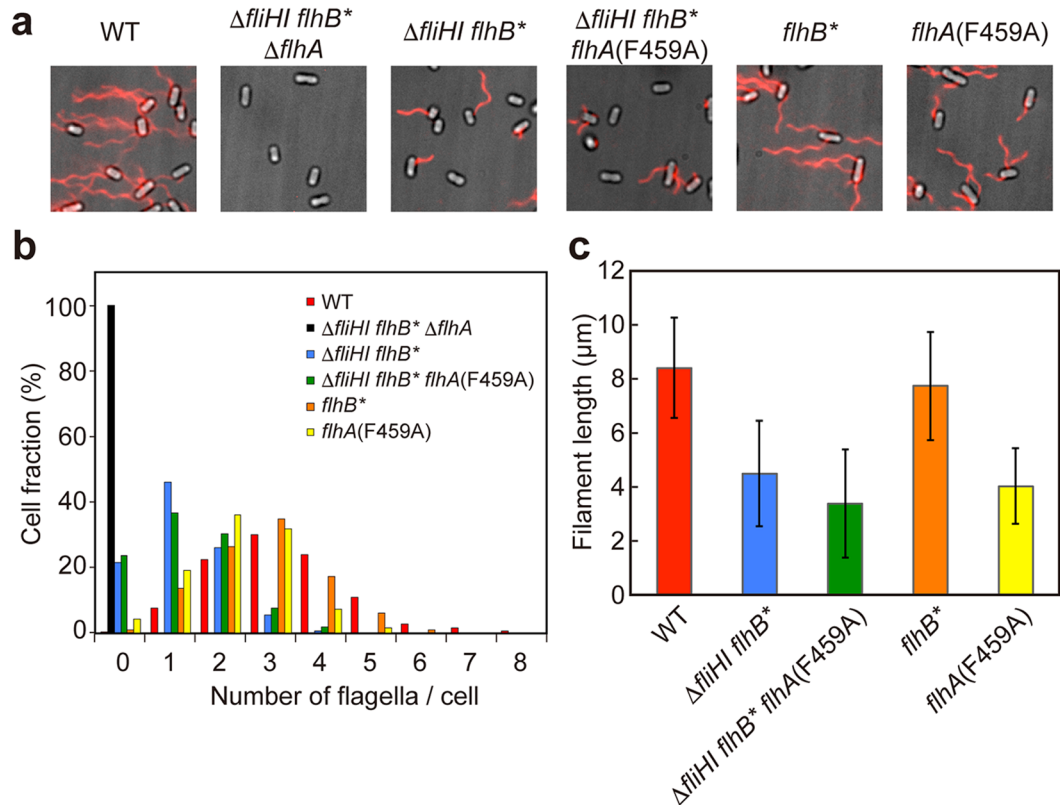 a
WT
ΔfliHI flhB*
ΔflhA
ΔfliHI flhB*
ΔfliHI flhB*
flhA(F459A)
flhB*
flhA(F459A)
b
Cell fraction (%)
100
80
60
40
20
0
WT
ΔfliHI flhB* ΔflhA
ΔfliHI flhB*
ΔfliHI flhB* flhA(F459A)
flhB*
flhA(F459A)
0 1 2 3 4 5 6 7 8
Number of flagella / cell
c
Filament length (μm)
12
10
8
6
4
2
0
WT
ΔfliHI flhB*
ΔfliHI flhB* flhA(F459A)
flhB*
flhA(F459A)